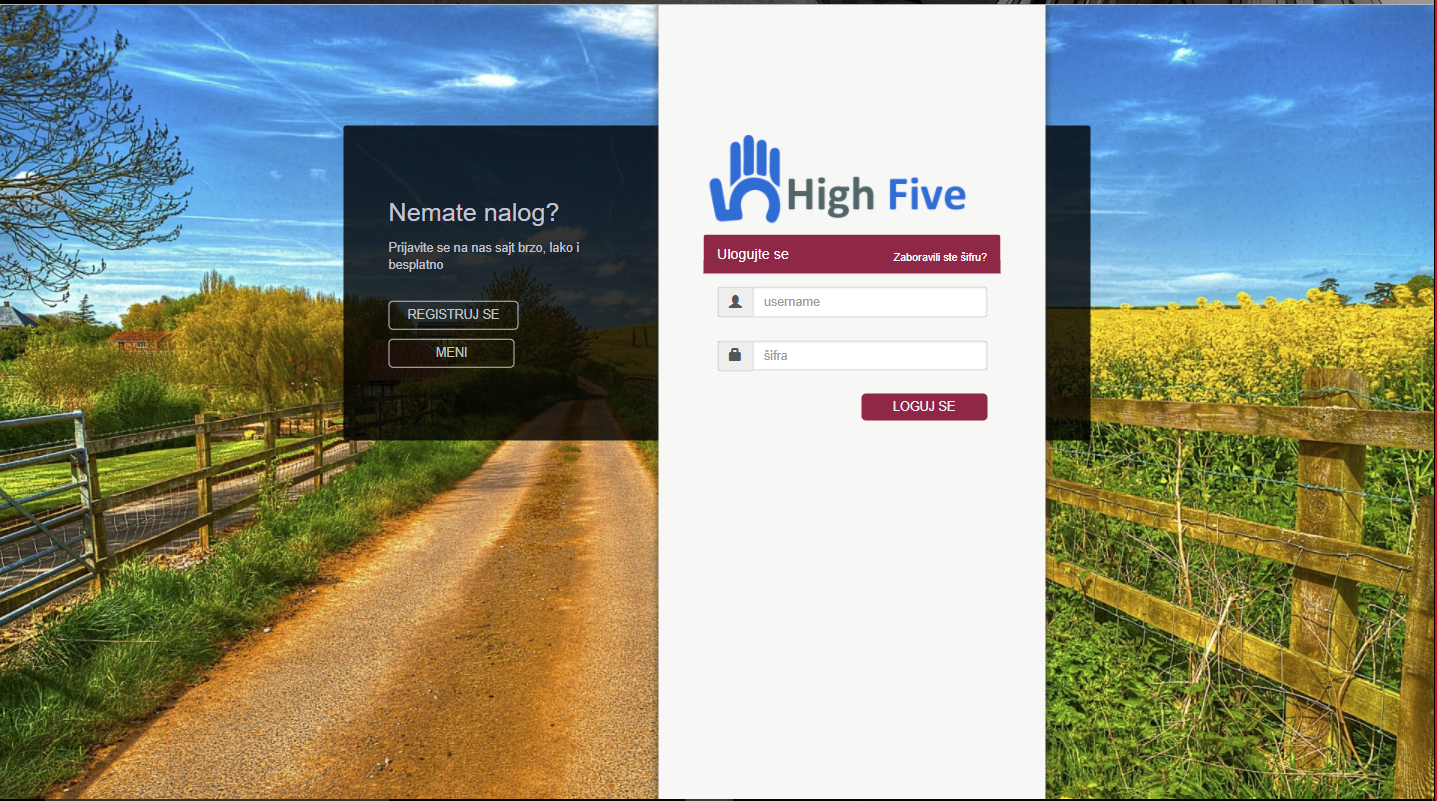 Nemate nalog?
Prijavite se na nas sajt brzo, lako i
besplatno
REGISTRUJ SE
MENI
High Five
Ulogujte se
Zaboravili ste šifru?
username
šifra
LOGUJ SE